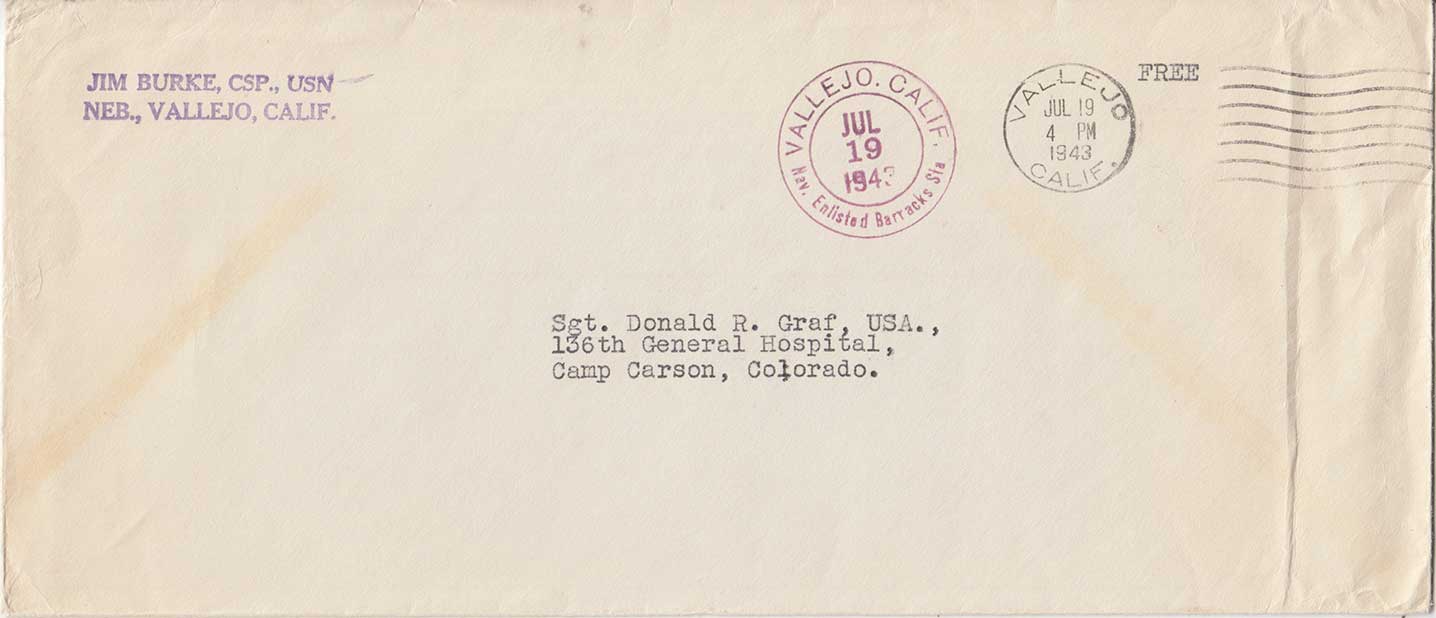 JIM BURKE, CSP., USN
NEB., VALLEJO, CALIF.
VALLEJO. CALIF.
JUL
19
1943
Nav. Enlisted Barracks Sta
VALLEJO
JUL 19
4 PM
1943
CALIF.
FREE
Sgt. Donald R. Graf, USA.,
136th General Hospital,
Camp Carson, Colorado.